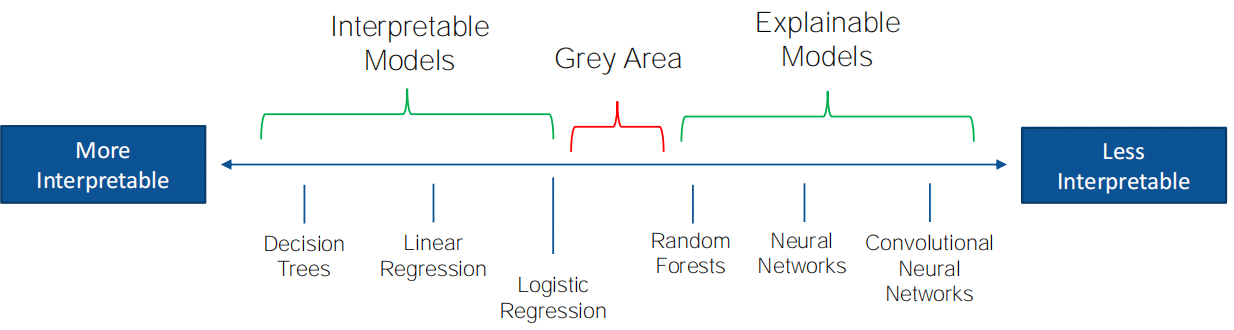 Interpretable
Models
Grey Area
Explainable
Models
More
Interpretable
Less
Interpretable
Decision
Trees
Linear
Regression
Logistic
Regression
Random
Forests
Neural
Networks
Convolutional
Neural
Networks